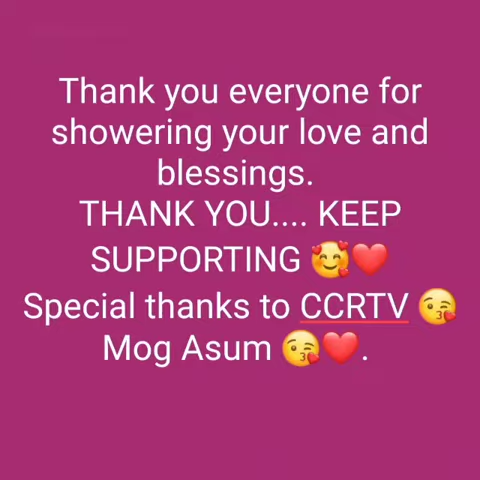 Thank you everyone for
showering your love and
blessings.
THANK YOU.... KEEP
SUPPORTING 🥰❤️
Special thanks to CCRTV 😘
Mog Asum 😘❤️.